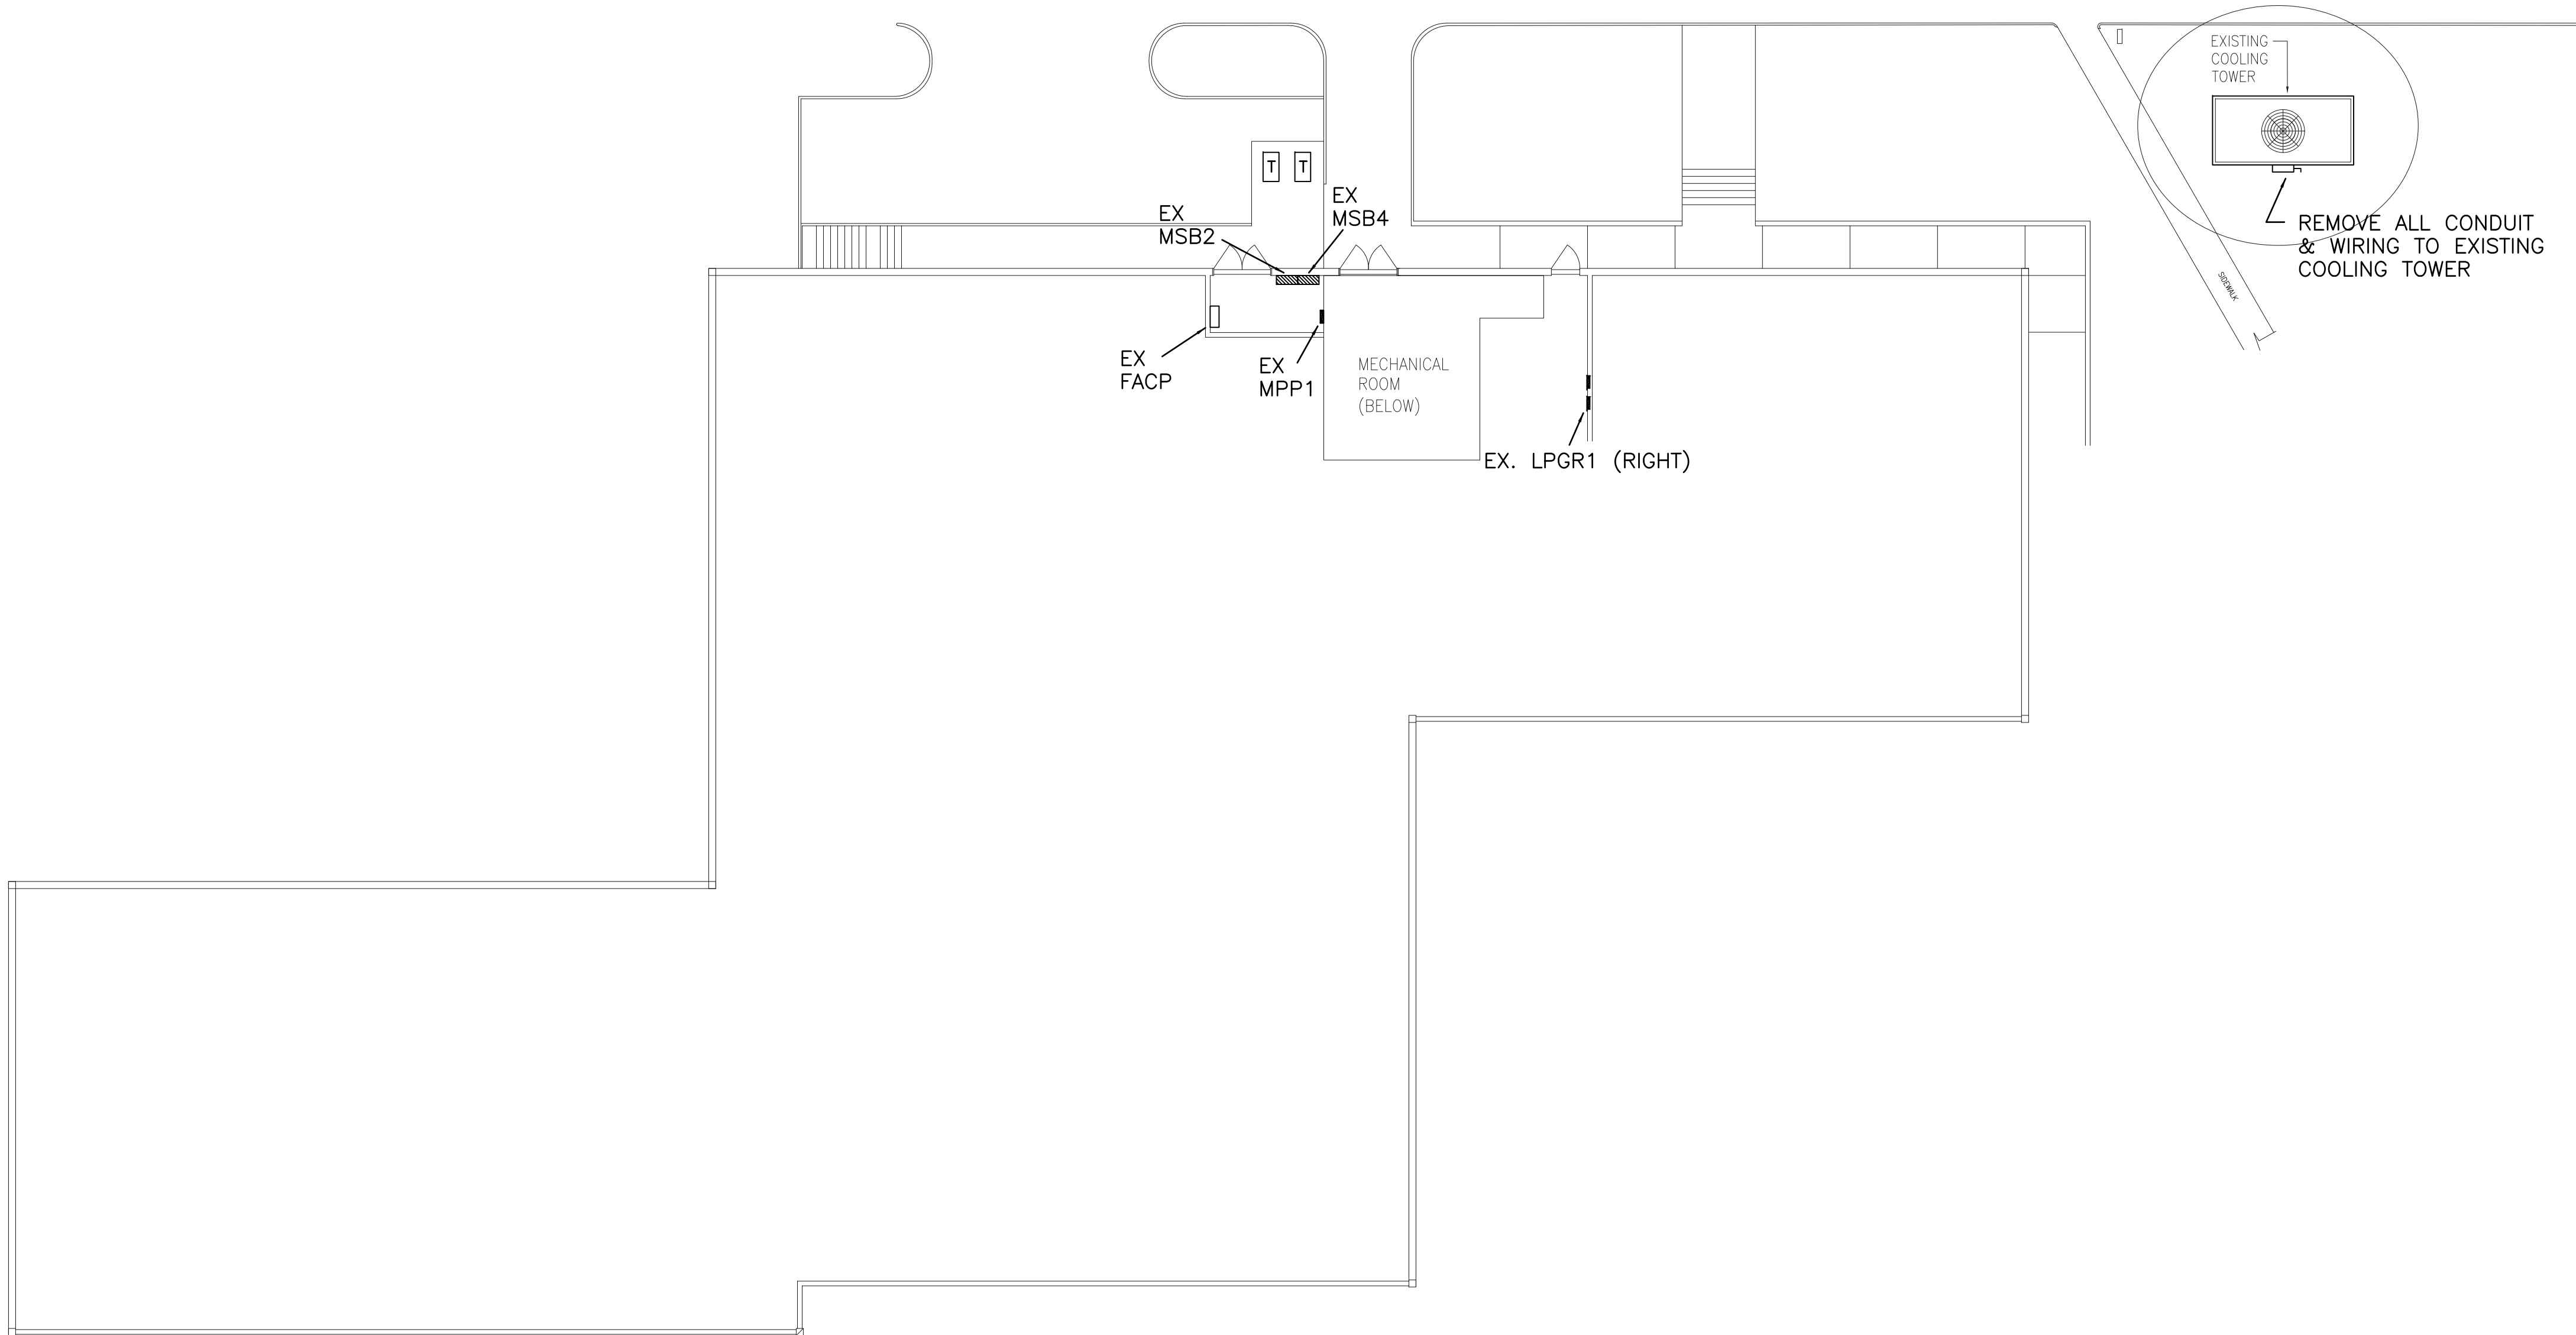 EXISTING
COOLING
TOWER
T T
EX
MSB4
EX
MSB2
REMOVE ALL CONDUIT
& WIRING TO EXISTING
COOLING TOWER
SIDEWALK
EX
FACP
EX
MPP1
MECHANICAL
ROOM
(BELOW)
EX. LPGR1 (RIGHT)